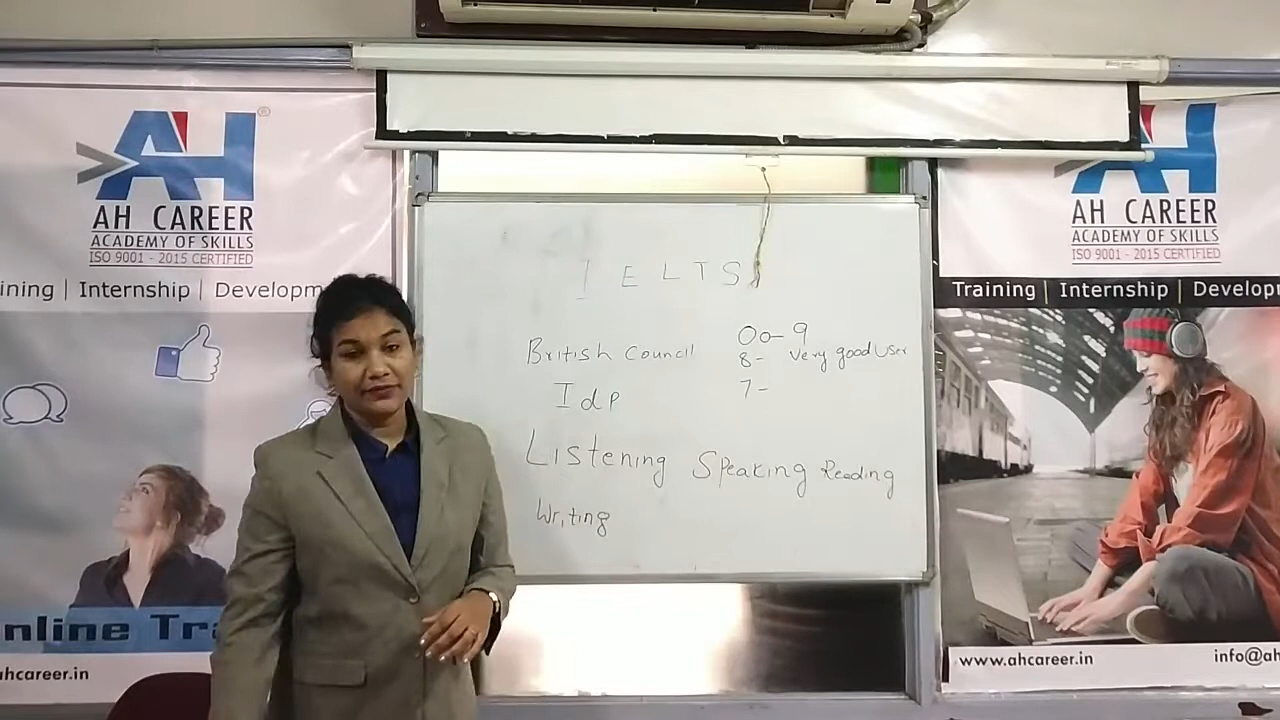 AH
AH CAREER
ACADEMY OF SKILLS
ISO 9001 - 2015 CERTIFIED
ining | Internship | Developm
nline Tra
ahcareer.in
IELTS
British Council
Idp
0o-9
8- very good user
7-
Listening Speaking Reading
Writing
AH
AH CAREER
ACADEMY OF SKILLS
ISO 9001 - 2015 CERTIFIED
Training | Internship | Develop
www.ahcareer.in
info@ah